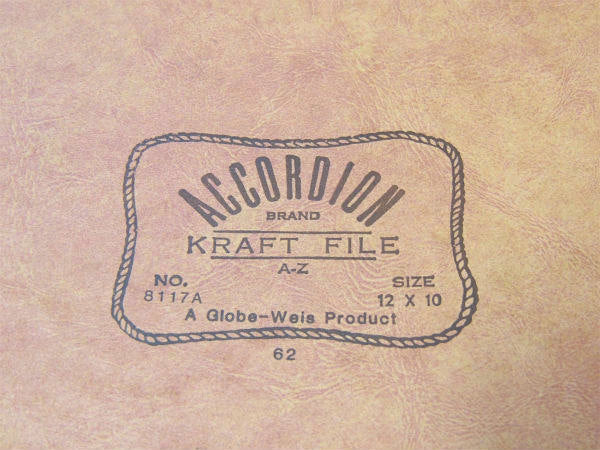 ACCORDION
BRAND
KRAFT FILE
A-Z
NO. SIZE
8117A 12 X 10
A Globe-Weis Product
62